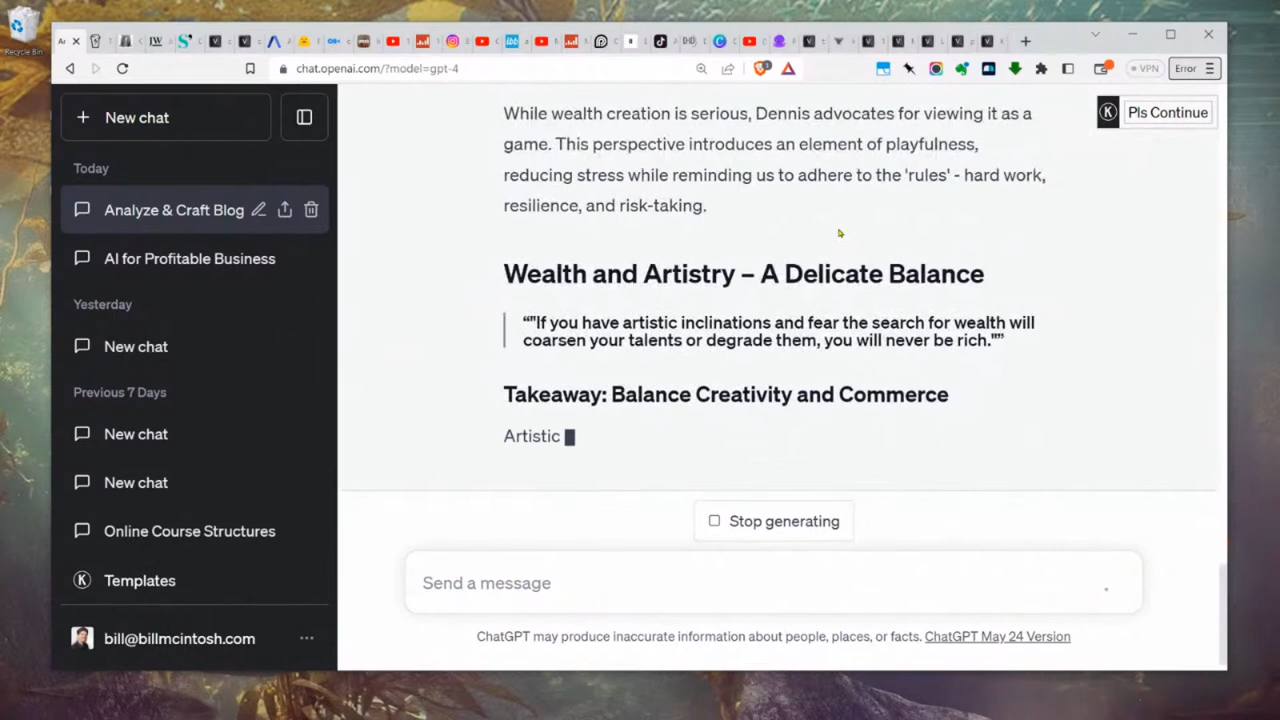 Recycle Bin
chat.openai.com/?model=gpt-4
VPN
Error
New chat
Today
Analyze & Craft Blog
AI for Profitable Business
Yesterday
New chat
Previous 7 Days
New chat
New chat
Online Course Structures
K Templates
bill@billmcintosh.com
K Pls Continue
While wealth creation is serious, Dennis advocates for viewing it as a
game. This perspective introduces an element of playfulness,
reducing stress while reminding us to adhere to the 'rules' - hard work,
resilience, and risk-taking.
Wealth and Artistry – A Delicate Balance
“"If you have artistic inclinations and fear the search for wealth will
coarsen your talents or degrade them, you will never be rich."”
Takeaway: Balance Creativity and Commerce
Artistic
Stop generating
Send a message
ChatGPT may produce inaccurate information about people, places, or facts. ChatGPT May 24 Version